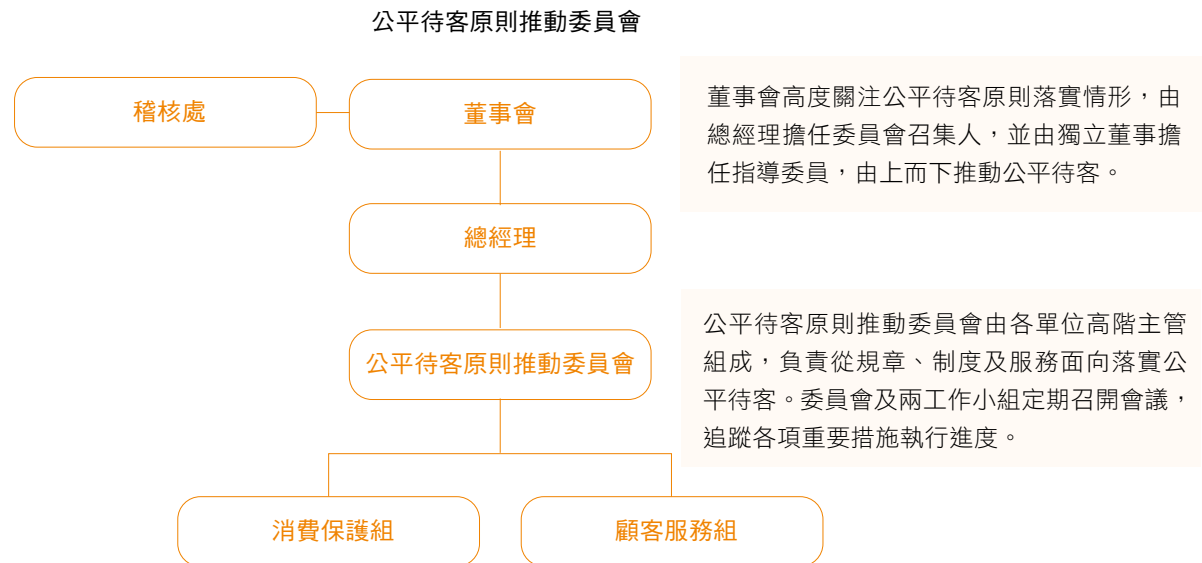 公平待客原則推動委員會
稽核處
董事會
董事會高度關注公平待客原則落實情形，由
總經理擔任委員會召集人，並由獨立董事擔
任指導委員，由上而下推動公平待客。
總經理
公平待客原則推動委員會
公平待客原則推動委員會由各單位高階主管
組成，負責從規章、制度及服務面向落實公
平待客。委員會及兩工作小組定期召開會議，
追蹤各項重要措施執行進度。
消費保護組
顧客服務組